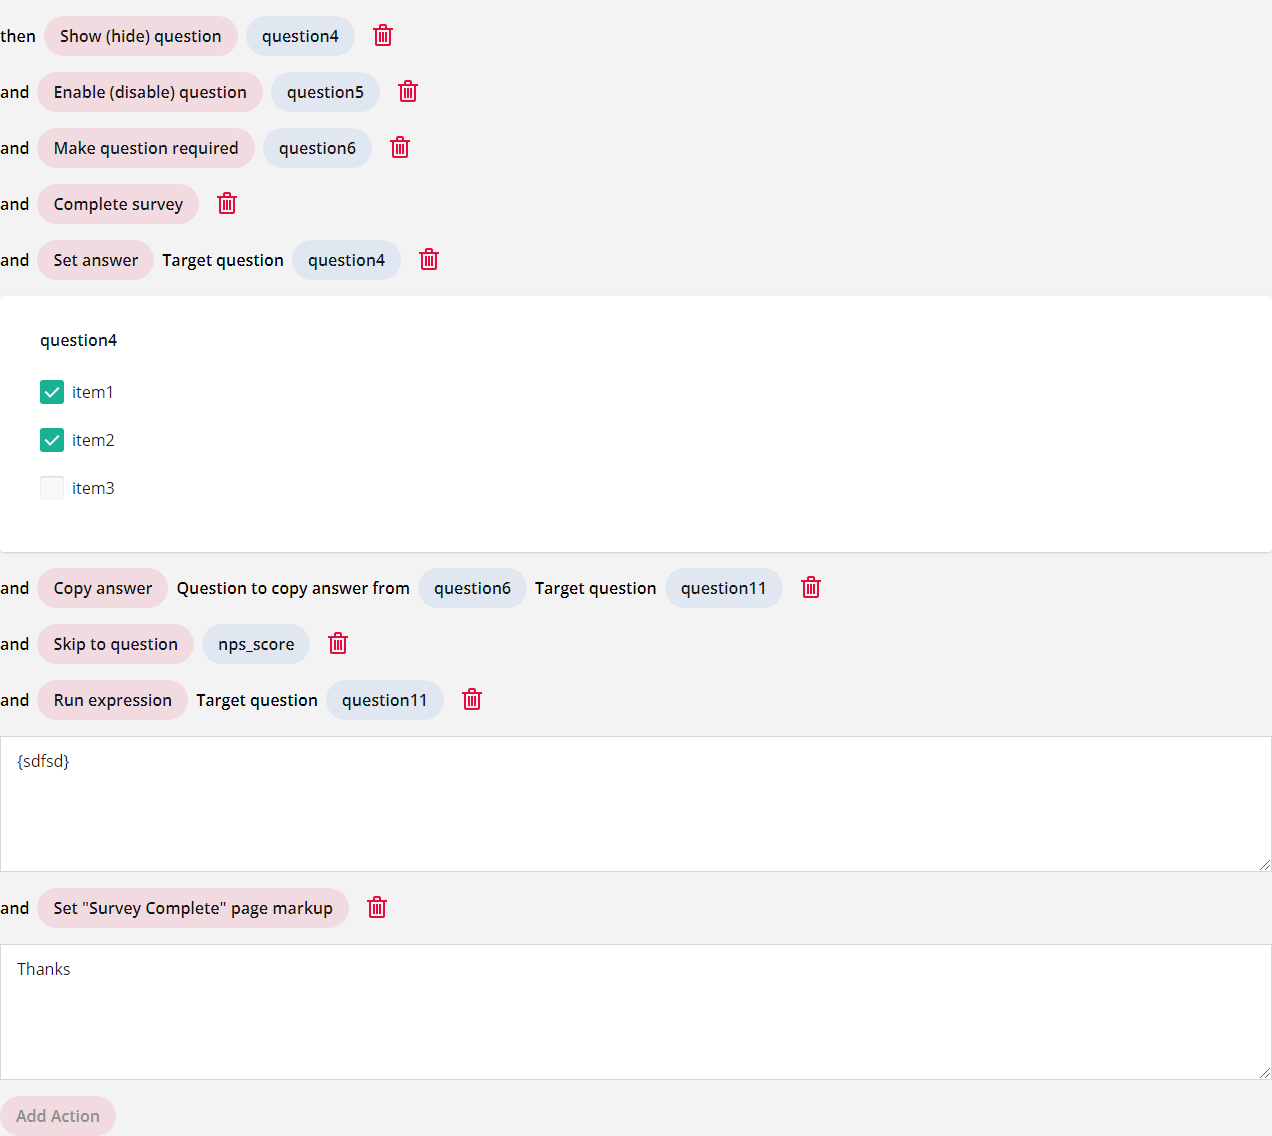 then Show (hide) question question4
and Enable (disable) question question5
and Make question required question6
and Complete survey
and Set answer Target question question4
question4
item1
item2
item3
and Copy answer Question to copy answer from question6 Target question question11
and Skip to question nps_score
and Run expression Target question question11
{sdfsd}
and Set "Survey Complete" page markup
Thanks
Add Action